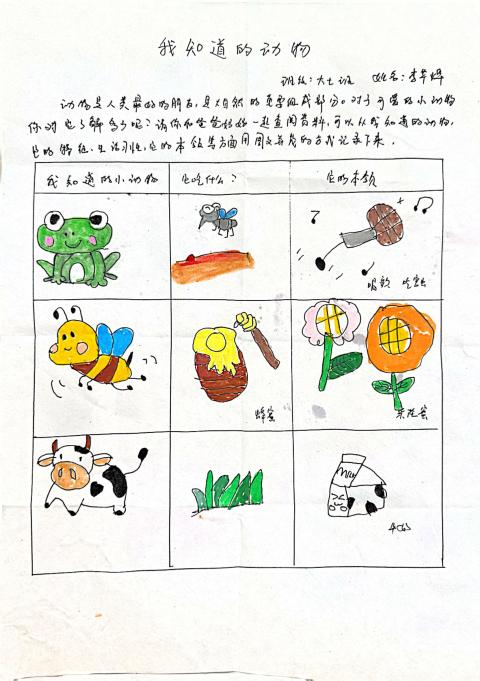 我知道的动物
班级:大七班 姓名:李
动物是人类最好的朋友,是大自然的重要组成部分。对于可爱的小动物
你对它了解多少呢?请你和爸爸妈妈一起查阅资料,可以从我知道的动物,
它的特征、生活习性,它的本领等方面用图文并茂的方式记录下来.
我知道的小动物 它吃什么? 它的本领
唱歌 吃虫
蜂蜜 采花蜜
牛奶